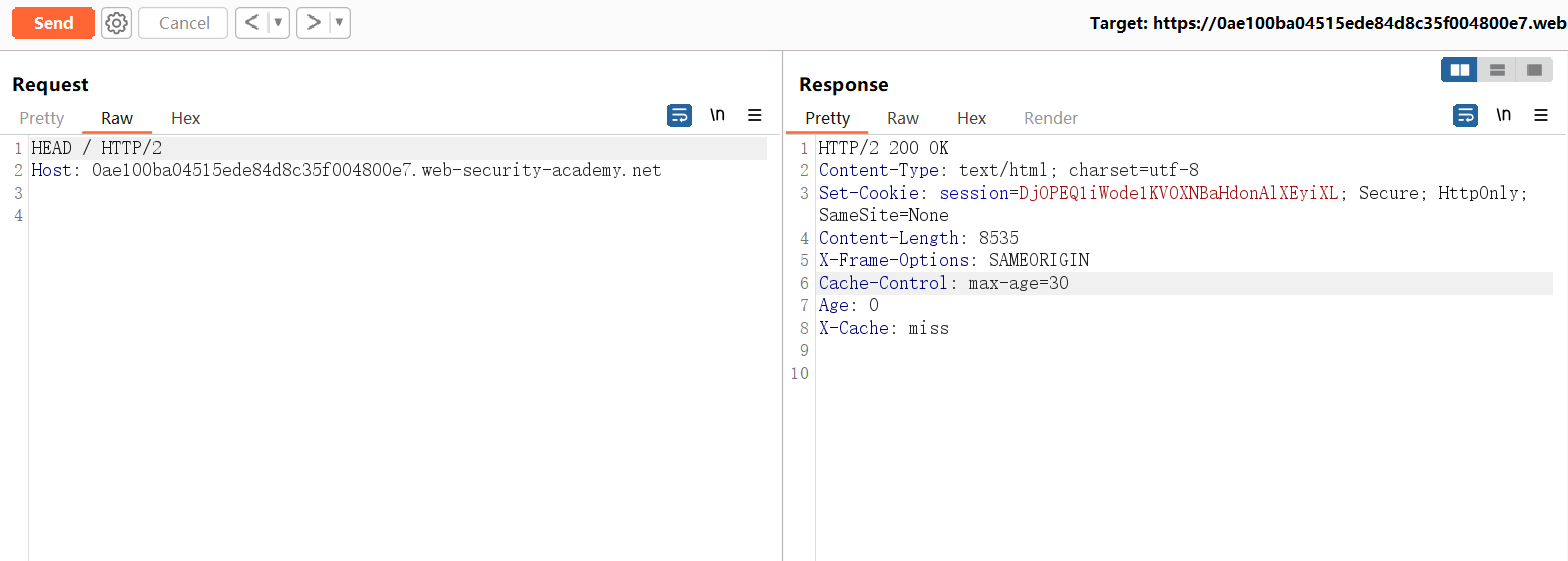 Send
Cancel
< ▼
> ▼
Target: https://0ae100ba04515ede84d8c35f004800e7.web
Request
Pretty Raw Hex
\n
1 HEAD / HTTP/2
2 Host: 0ae100ba04515ede84d8c35f004800e7.web-security-academy.net
3
4
Response
Pretty Raw Hex Render
\n
1 HTTP/2 200 OK
2 Content-Type: text/html; charset=utf-8
3 Set-Cookie: session=DjOPEQ1iWode1KVOXNBaHdonAlXEyiXL; Secure; HttpOnly;
SameSite=None
4 Content-Length: 8535
5 X-Frame-Options: SAMEORIGIN
6 Cache-Control: max-age=30
7 Age: 0
8 X-Cache: miss
9
10